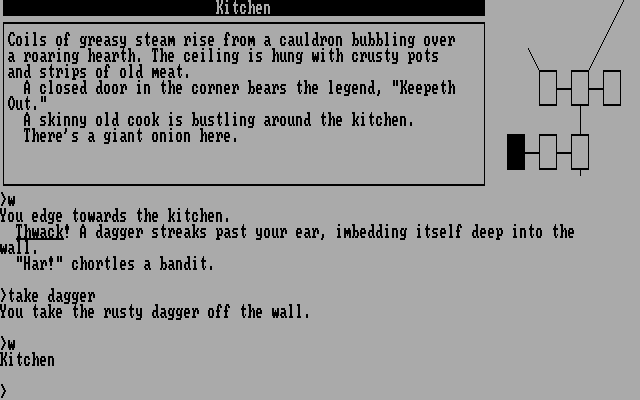 Kitchen
Coils of greasy steam rise from a cauldron bubbling over
a roaring hearth. The ceiling is hung with crusty pots
and strips of old meat.
A closed door in the corner bears the legend, "Keepeth
Out."
A skinny old cook is bustling around the kitchen.
There's a giant onion here.
>w
You edge towards the kitchen.
Thwack! A dagger streaks past your ear, imbedding itself deep into the
wall.
"Har!" chortles a bandit.
>take dagger
You take the rusty dagger off the wall.
>w
Kitchen
>